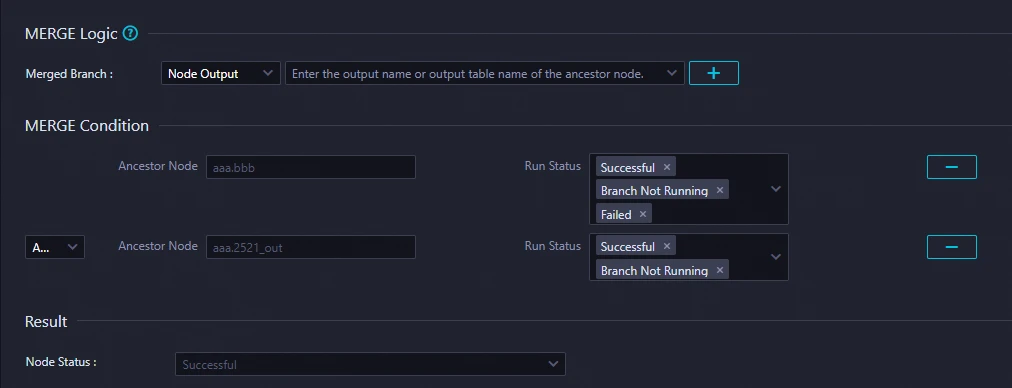 MERGE Logic ?
Merged Branch : Node Output Enter the output name or output table name of the ancestor node. +
MERGE Condition
Ancestor Node aaa.bbb Run Status Successful × −
Branch Not Running ×
Failed ×
A... Ancestor Node aaa.2521_out Run Status Successful × −
Branch Not Running ×
Result
Node Status : Successful